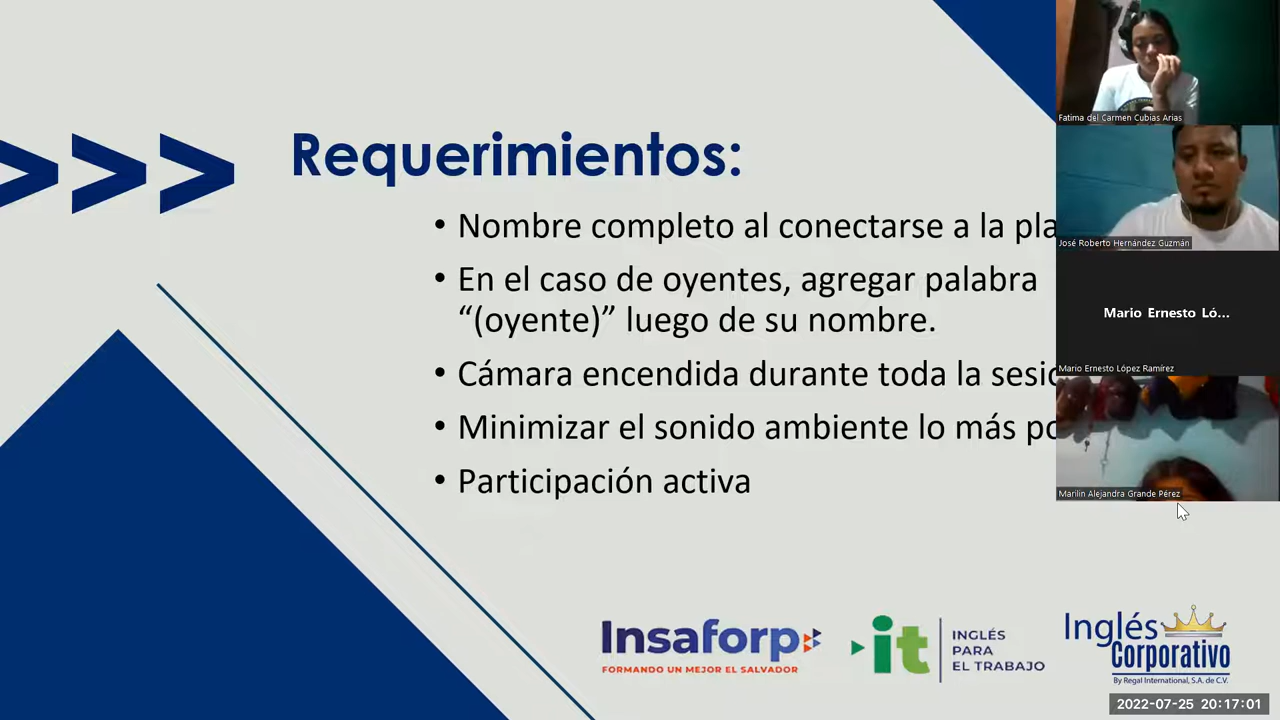 >>>
Requerimientos:
• Nombre completo al conectarse a la pla
• En el caso de oyentes, agregar palabra
“(oyente)” luego de su nombre.
• Cámara encendida durante toda la sesic
• Minimizar el sonido ambiente lo más po
• Participación activa
Fatima del Carmen Cubias Arias
José Roberto Hernández Guzmán
Mario Ernesto Ló...
Mario Ernesto López Ramírez
Marilin Alejandra Grande Pérez
Insaforp
FORMANDO UN MEJOR EL SALVADOR
it
INGLÉS
PARA
EL TRABAJO
Inglés
Corporativo
By Regal International, S.A. de C.V.
2022-07-25 20:17:01